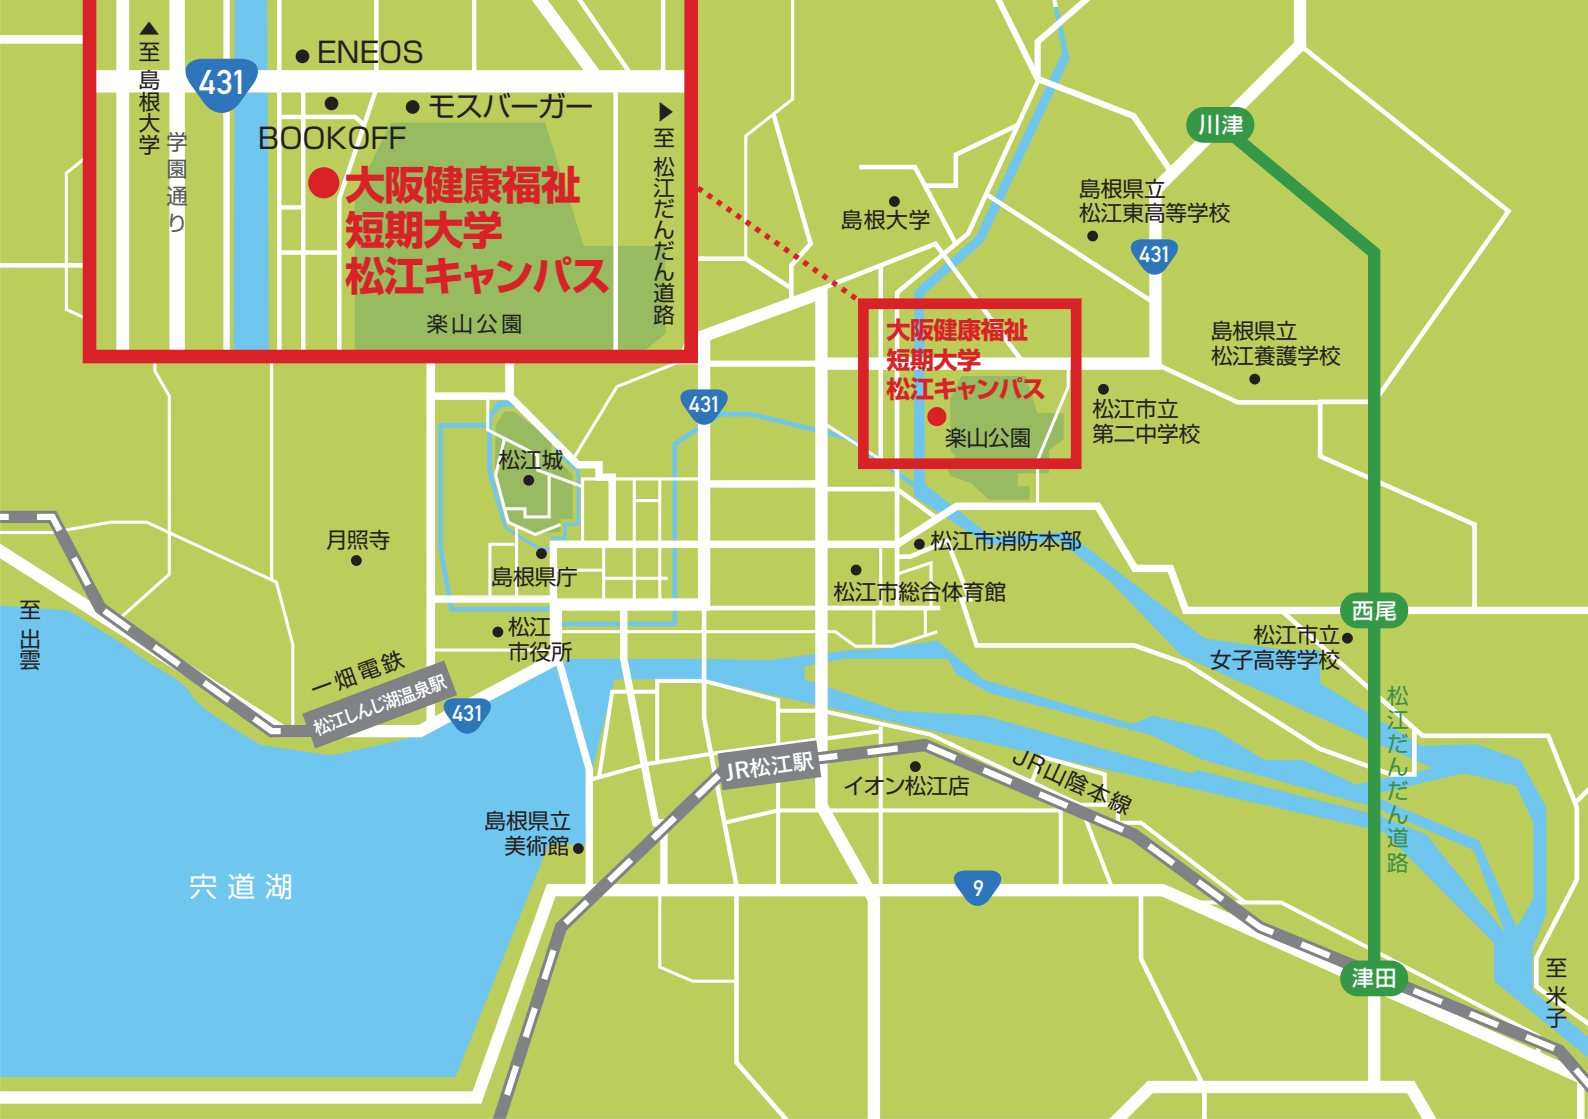 至 島根大学
431
学園通り
ENEOS
BOOKOFF
モスバーガー
大阪健康福祉
短期大学
松江キャンパス
楽山公園
至 松江だんだん道路
川津
島根大学
島根県立
松江東高等学校
431
大阪健康福祉
短期大学
松江キャンパス
楽山公園
島根県立
松江養護学校
松江市立
第二中学校
431
松江城
月照寺
島根県庁
松江市消防本部
松江市総合体育館
松江
市役所
西尾
松江市立
女子高等学校
至 出雲
一畑電鉄
松江しんじ湖温泉駅
431
松江だんだん道路
JR松江駅
イオン松江店
JR山陰本線
島根県立
美術館
宍道湖
9
津田
至 米子